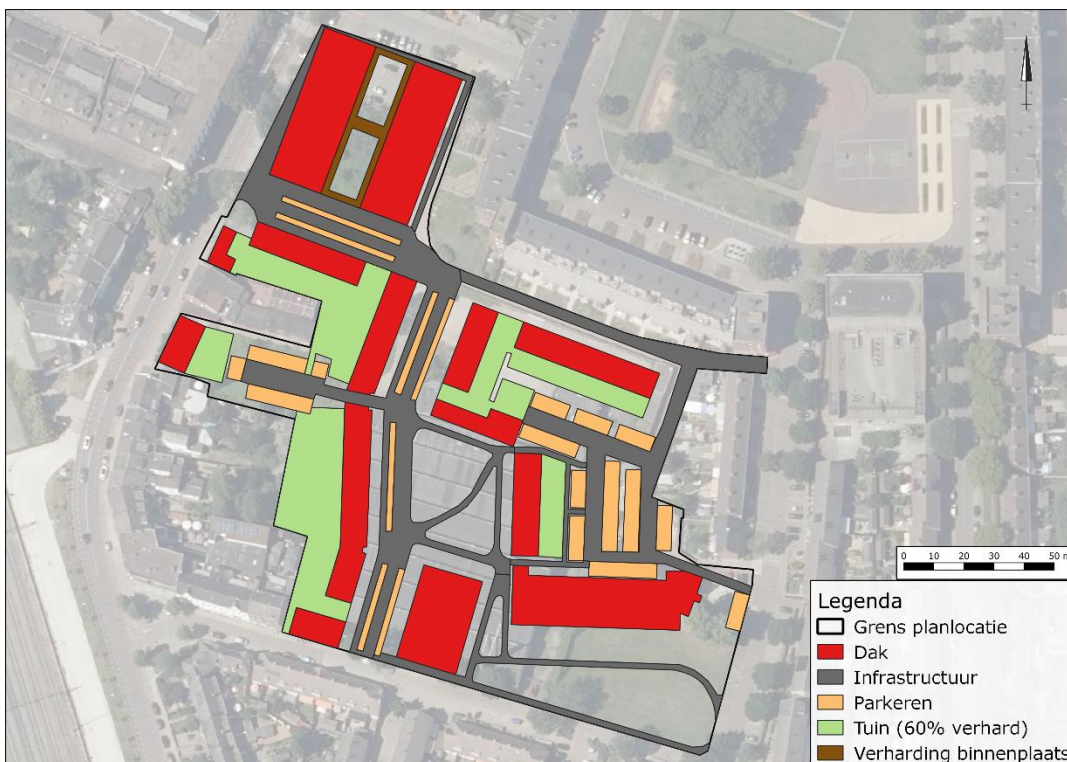 0 10 20 30 40 50 m
Legenda
Grens planlocatie
Dak
Infrastructuur
Parkeren
Tuin (60% verhard)
Verharding binnenplaats